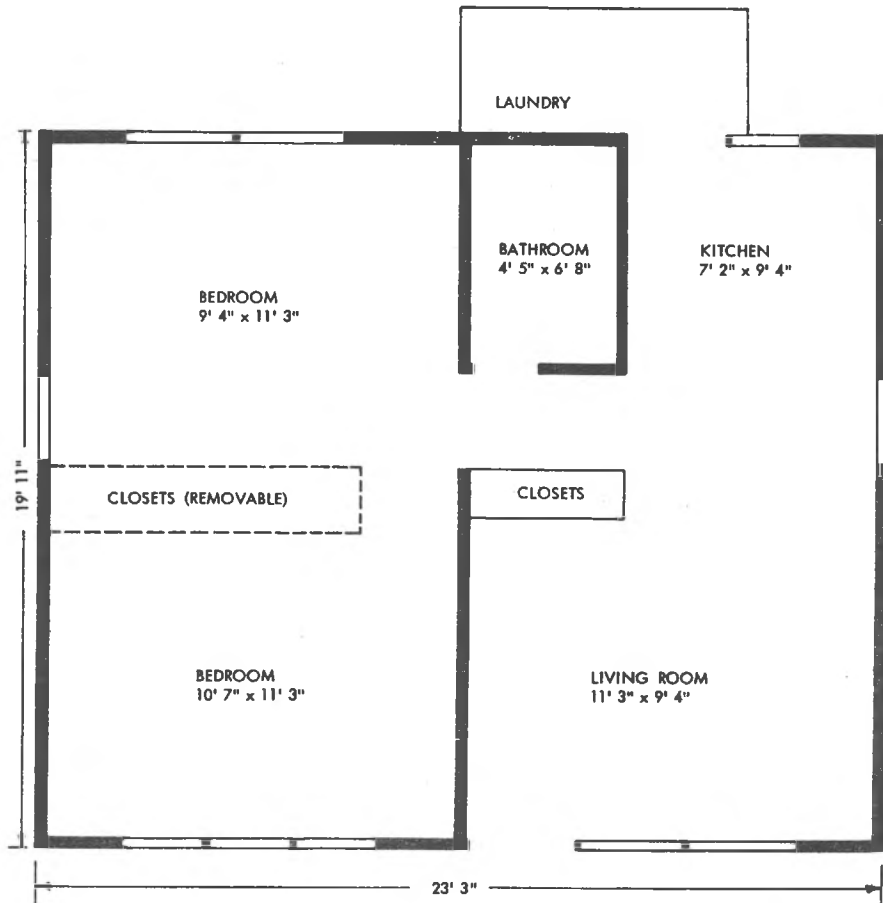 LAUNDRY
BATHROOM
4' 5" x 6' 8"
KITCHEN
7' 2" x 9' 4"
BEDROOM
9' 4" x 11' 3"
19' 11"
CLOSETS (REMOVABLE)
CLOSETS
BEDROOM
10' 7" x 11' 3"
LIVING ROOM
11' 3" x 9' 4"
23' 3"